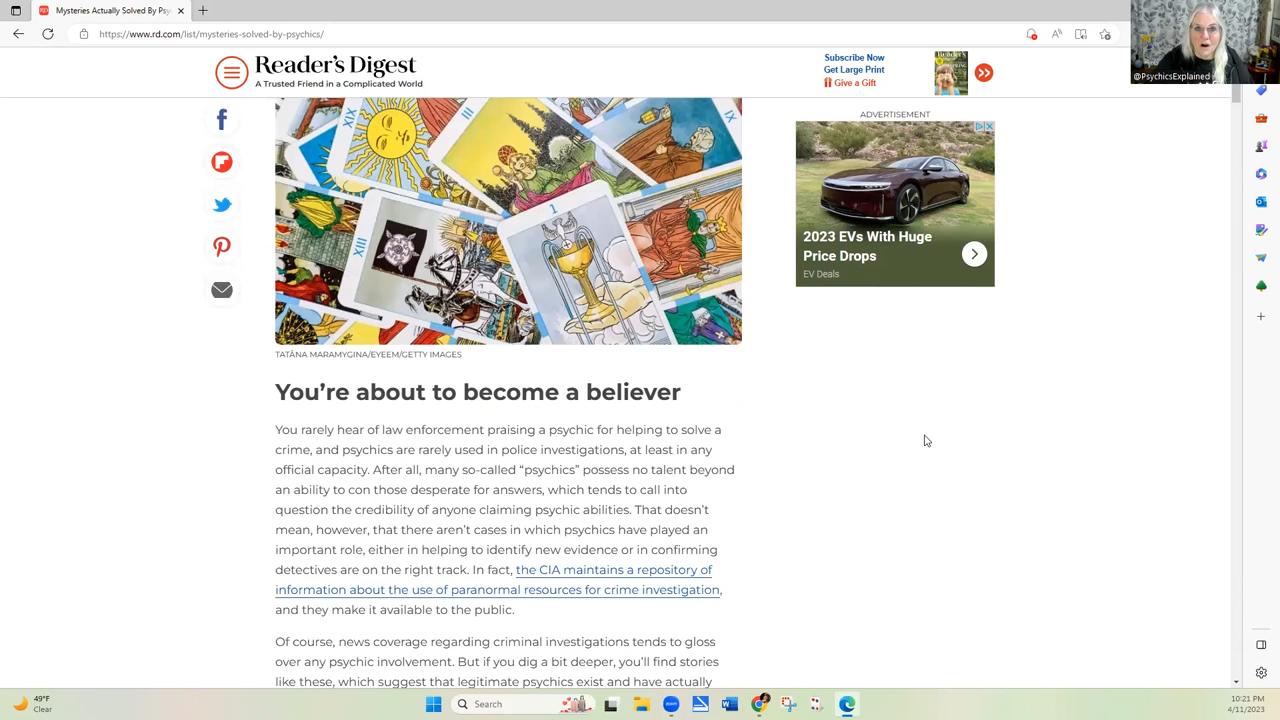 Mysteries Actually Solved By Psy
https://www.rd.com/list/mysteries-solved-by-psychics/
@PsychicsExplained
Reader's Digest
A Trusted Friend in a Complicated World
Subscribe Now
Get Large Print
Give a Gift
ADVERTISEMENT
XX
III
IX
XIII
1
2023 EVs With Huge
Price Drops
EV Deals
TATÂNA MARAMYGINA/EYEEM/GETTY IMAGES
You’re about to become a believer
You rarely hear of law enforcement praising a psychic for helping to solve a
crime, and psychics are rarely used in police investigations, at least in any
official capacity. After all, many so-called “psychics” possess no talent beyond
an ability to con those desperate for answers, which tends to call into
question the credibility of anyone claiming psychic abilities. That doesn’t
mean, however, that there aren’t cases in which psychics have played an
important role, either in helping to identify new evidence or in confirming
detectives are on the right track. In fact, the CIA maintains a repository of
information about the use of paranormal resources for crime investigation,
and they make it available to the public.
Of course, news coverage regarding criminal investigations tends to gloss
over any psychic involvement. But if you dig a bit deeper, you’ll find stories
like these, which suggest that legitimate psychics exist and have actually
49°F
Clear
Search
10:21 PM
4/11/2023